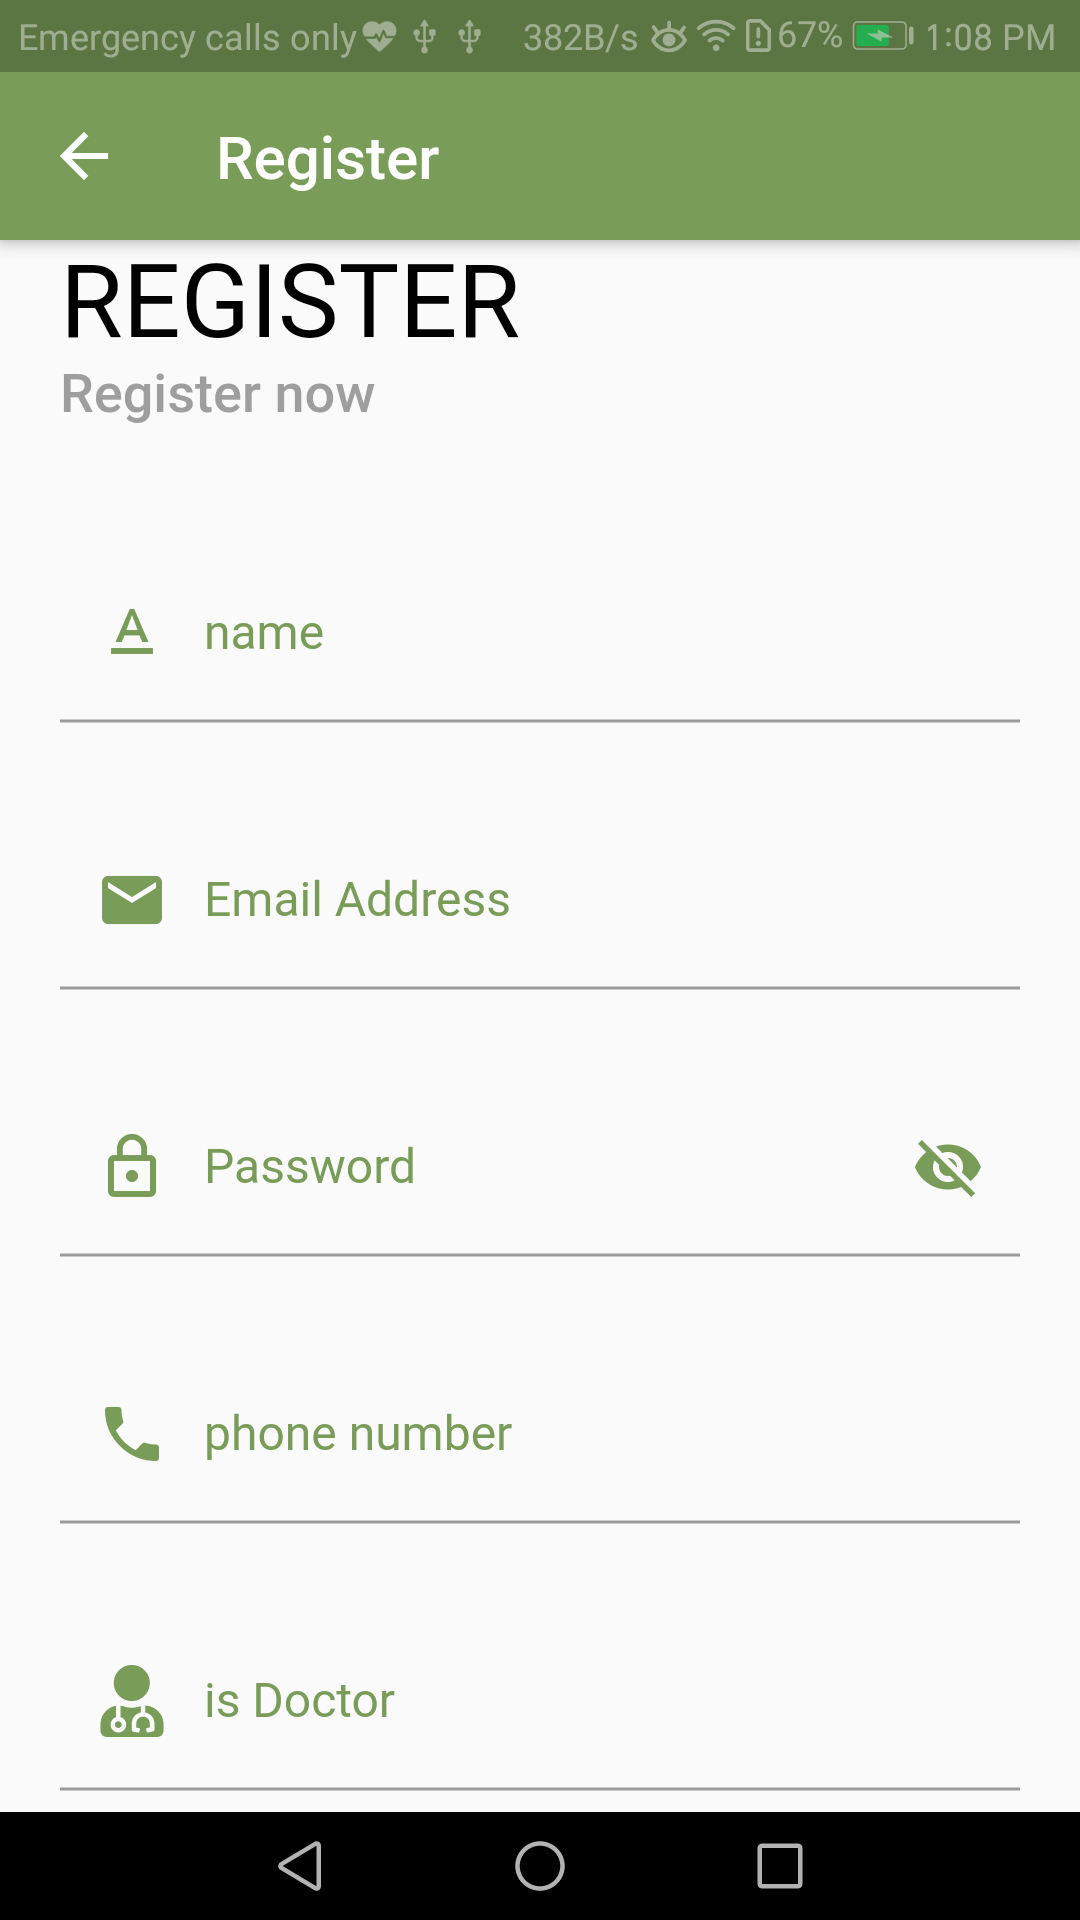 Emergency calls only 382B/s 67% 1:08 PM
Register
REGISTER
Register now
name
Email Address
Password
phone number
is Doctor